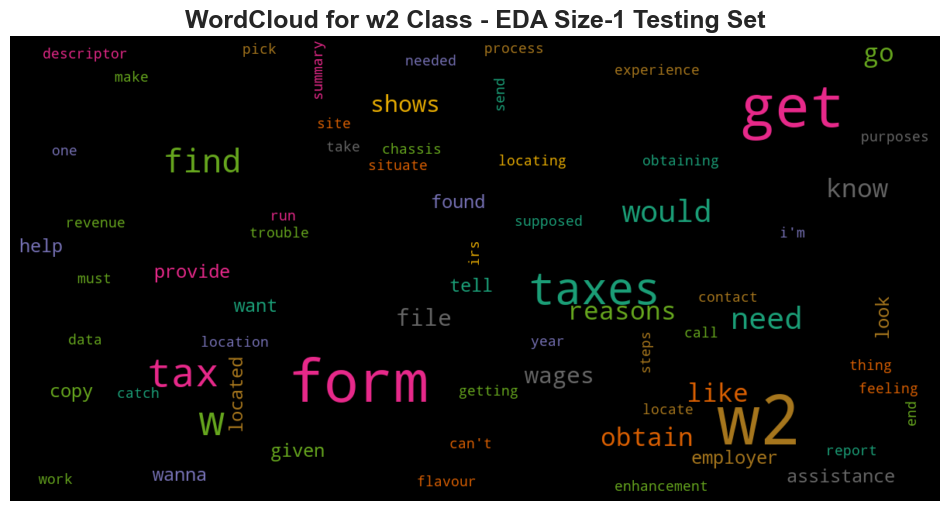 WordCloud for w2 Class - EDA Size-1 Testing Set
descriptor
pick
summary
needed
process
go
make
experience
shows
send
get
site
purposes
one
find
take
chassis
situate
locating
obtaining
know
found
would
revenue
run
supposed
help
trouble
irs
i'm
must
provide
tell
taxes
want
file
reasons
contact
need
look
data
location
year
steps
call
tax
located
form
wages
thing
copy
catch
getting
like
feeling
w
locate
w2
end
given
can't
obtain
employer
report
work
wanna
flavour
enhancement
assistance